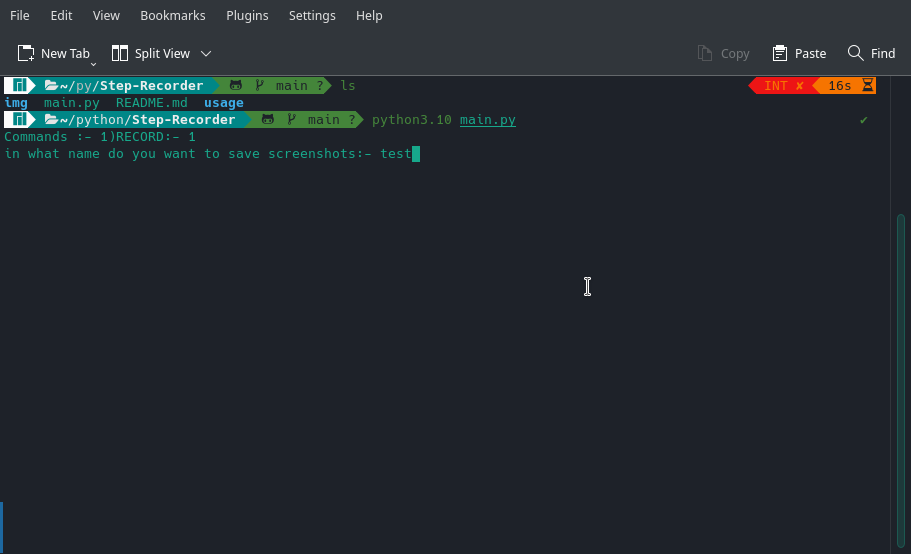 File Edit View Bookmarks Plugins Settings Help
New Tab Split View Copy Paste Find
~/py/Step-Recorder main ? ls INT ✘ 16s
img main.py README.md usage
~/python/Step-Recorder main ? python3.10 main.py ✔
Commands :- 1)RECORD:- 1
in what name do you want to save screenshots:- test